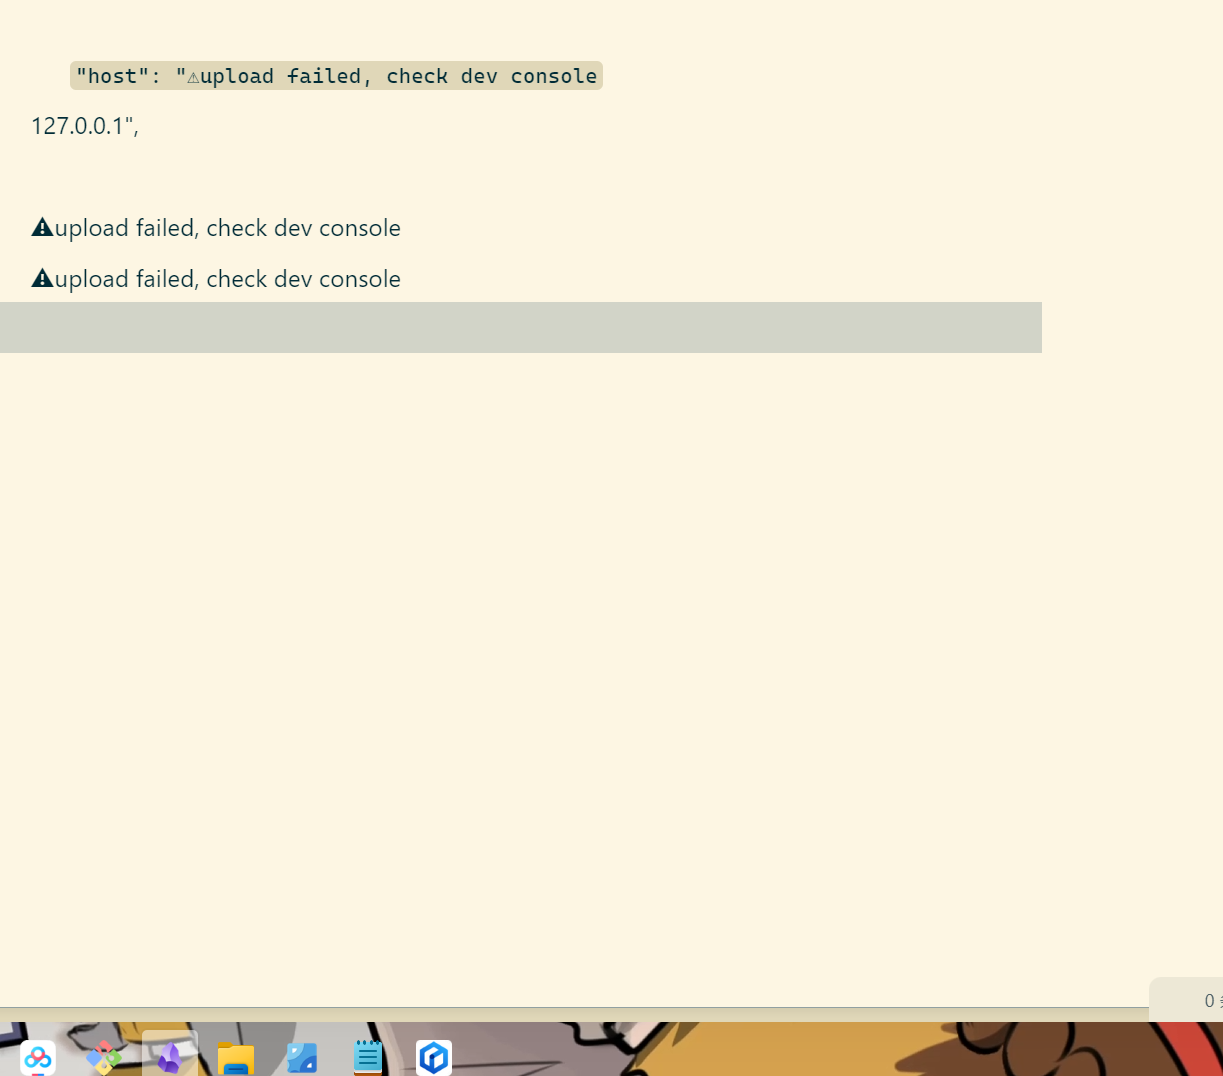 "host": "⚠upload failed, check dev console
127.0.0.1",
⚠upload failed, check dev console
⚠upload failed, check dev console
0